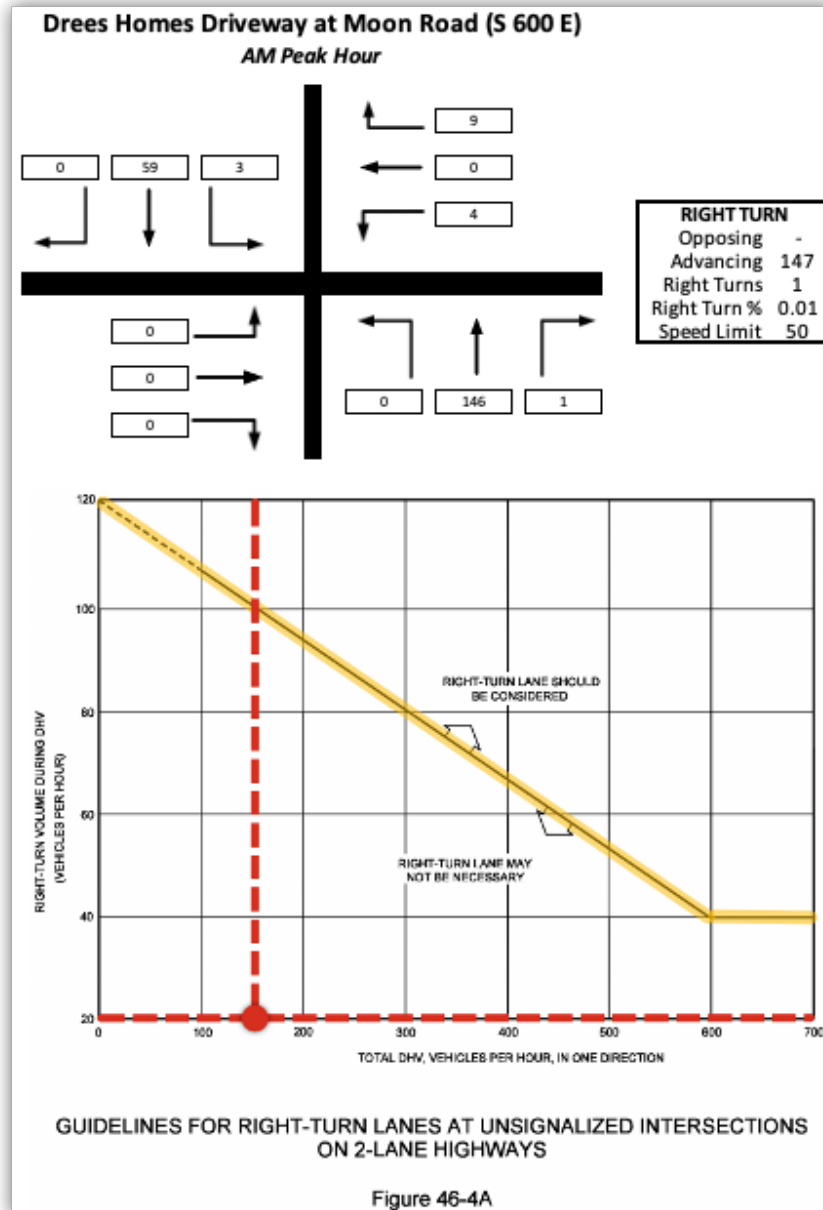 Drees Homes Driveway at Moon Road (S 600 E)
AM Peak Hour
9
0 59 3 0
4
RIGHT TURN
Opposing -
Advancing 147
Right Turns 1
Right Turn % 0.01
Speed Limit 50
0
0
0
0 146 1
120
100
80
60
40
20
RIGHT-TURN VOLUME DURING DHV
(VEHICLES PER HOUR)
RIGHT-TURN LANE SHOULD
BE CONSIDERED
RIGHT-TURN LANE MAY
NOT BE NECESSARY
0 100 200 300 400 500 600 700
TOTAL DHV, VEHICLES PER HOUR, IN ONE DIRECTION
GUIDELINES FOR RIGHT-TURN LANES AT UNSIGNALIZED INTERSECTIONS
ON 2-LANE HIGHWAYS
Figure 46-4A